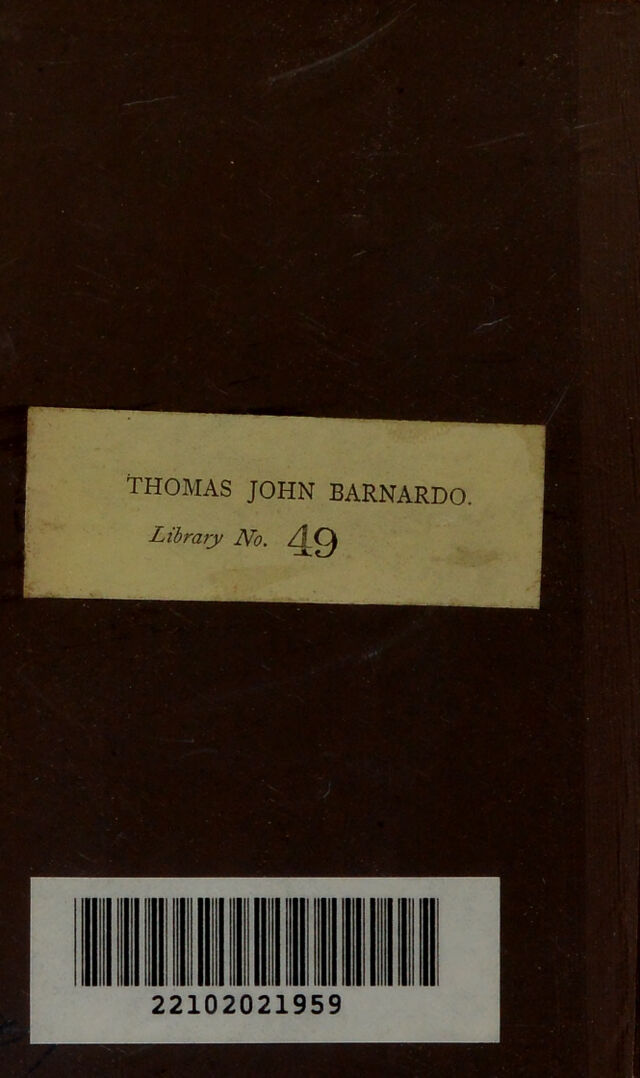 THOMAS JOHN BARNARDO.
Library No. 49
22102021959